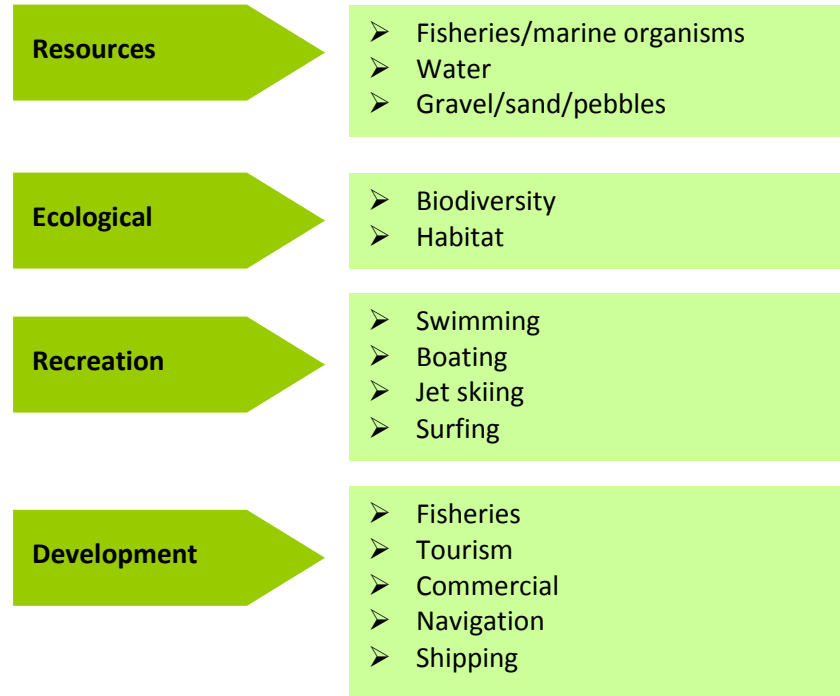 Resources
➢ Fisheries/marine organisms
➢ Water
➢ Gravel/sand/pebbles
Ecological
➢ Biodiversity
➢ Habitat
Recreation
➢ Swimming
➢ Boating
➢ Jet skiing
➢ Surfing
Development
➢ Fisheries
➢ Tourism
➢ Commercial
➢ Navigation
➢ Shipping